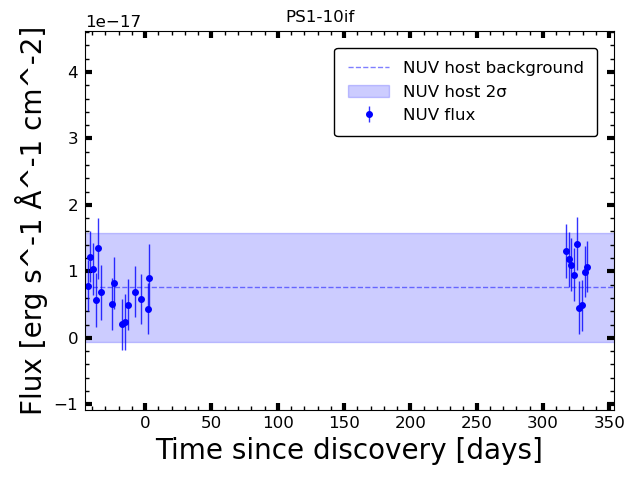 PS1-10if
1e−17
NUV host background
NUV host 2σ
NUV flux
Flux [erg s^-1 Å^-1 cm^-2]
4
3
2
1
0
−1
0 50 100 150 200 250 300 350
Time since discovery [days]